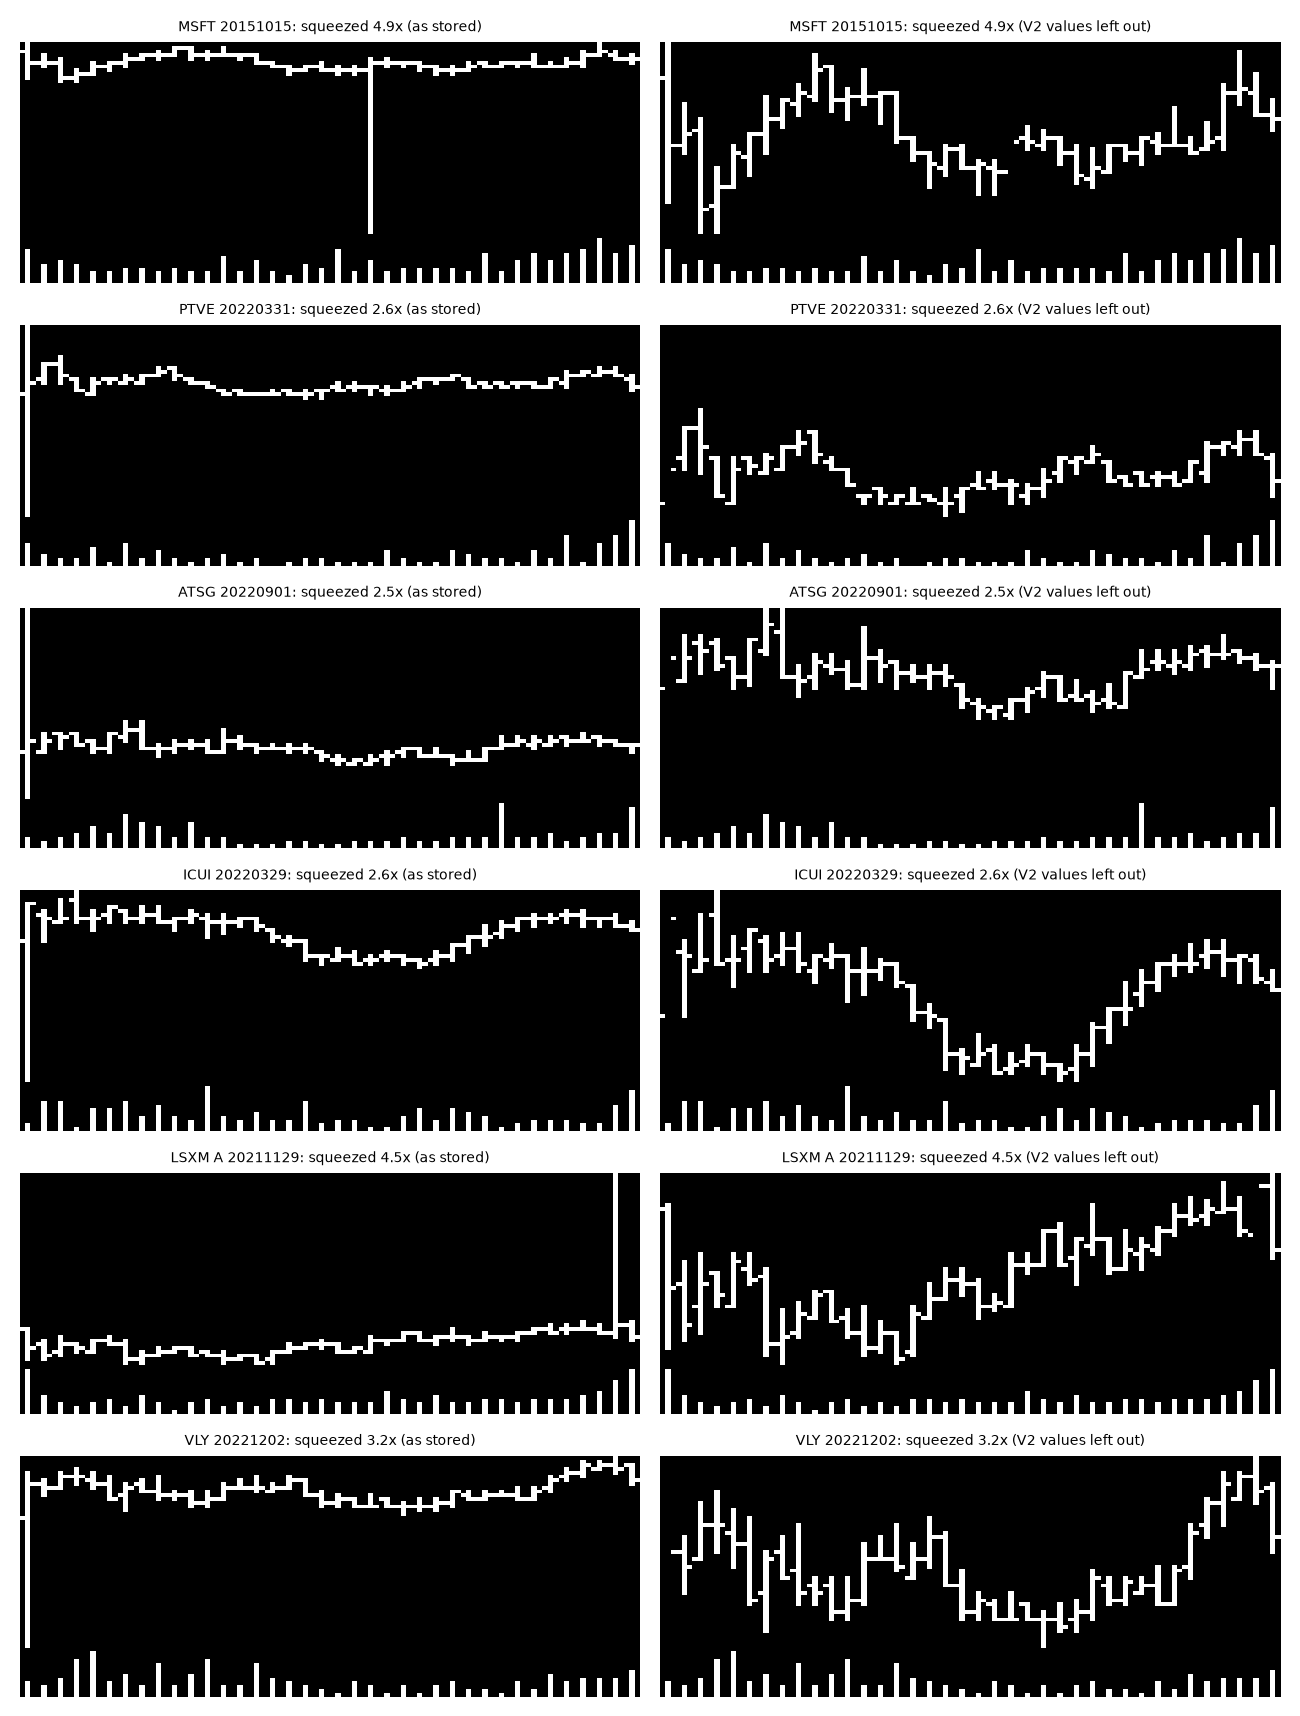 MSFT 20151015: squeezed 4.9x (as stored)
MSFT 20151015: squeezed 4.9x (V2 values left out)
PTVE 20220331: squeezed 2.6x (as stored)
PTVE 20220331: squeezed 2.6x (V2 values left out)
ATSG 20220901: squeezed 2.5x (as stored)
ATSG 20220901: squeezed 2.5x (V2 values left out)
ICUI 20220329: squeezed 2.6x (as stored)
ICUI 20220329: squeezed 2.6x (V2 values left out)
LSXM A 20211129: squeezed 4.5x (as stored)
LSXM A 20211129: squeezed 4.5x (V2 values left out)
VLY 20221202: squeezed 3.2x (as stored)
VLY 20221202: squeezed 3.2x (V2 values left out)